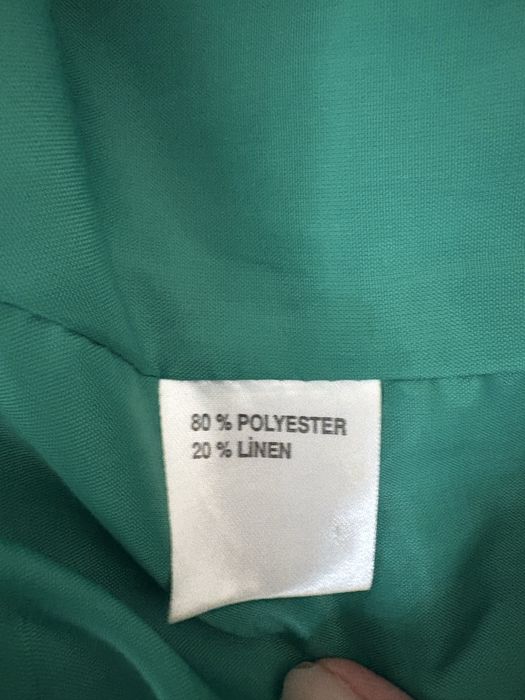 80 % POLYESTER
20 % LİNEN